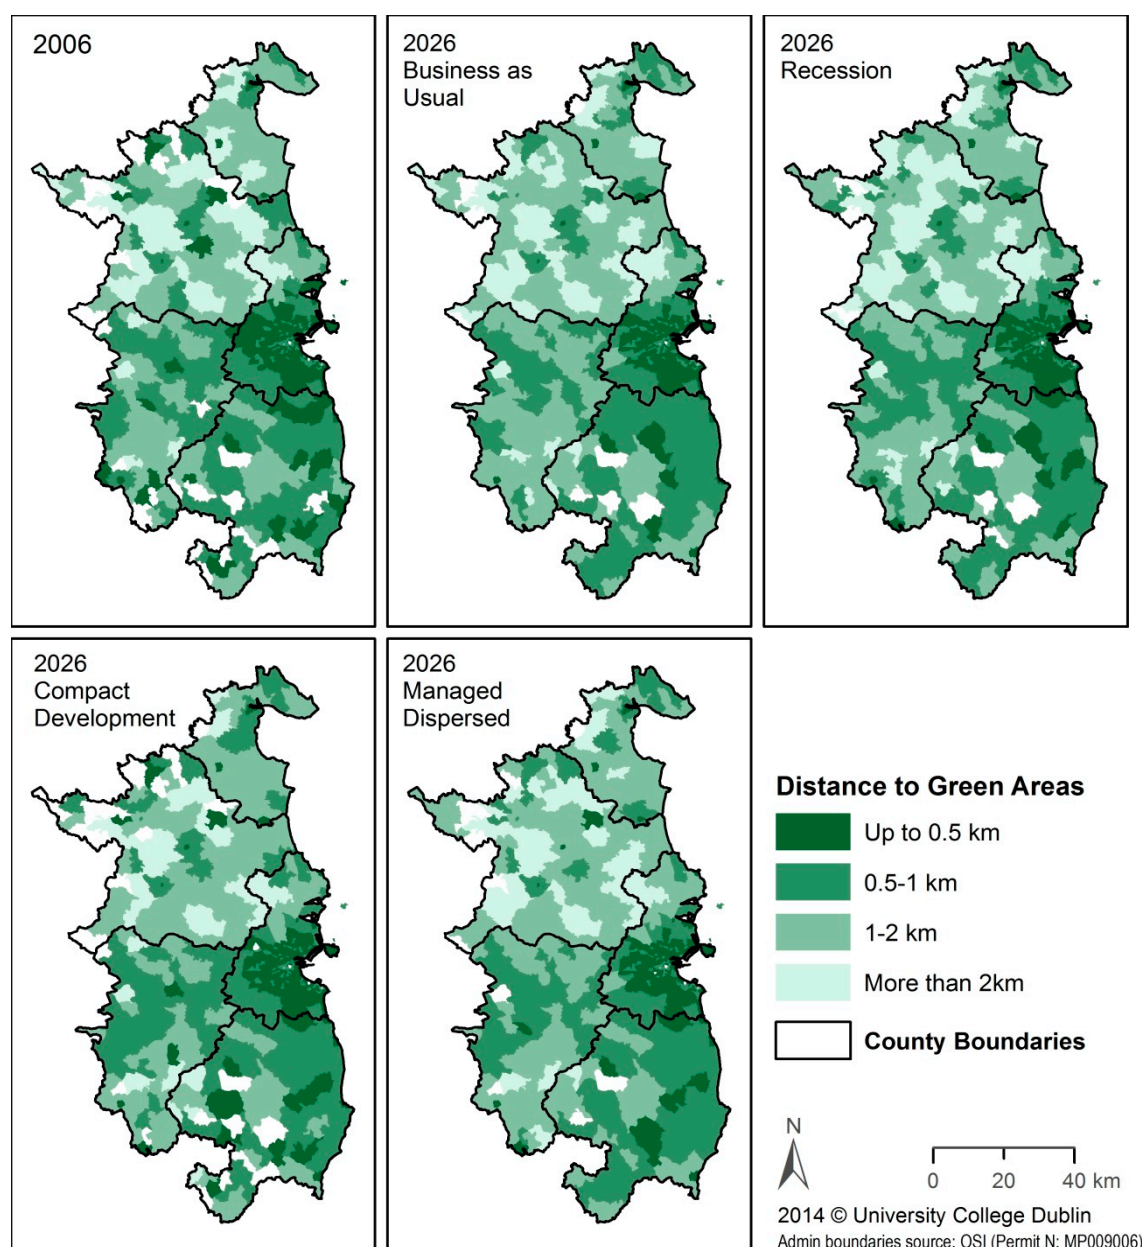 2006
2026
Business as
Usual
2026
Recession
2026
Compact
Development
2026
Managed
Dispersed
Distance to Green Areas
Up to 0.5 km
0.5-1 km
1-2 km
More than 2km
County Boundaries
N
0 20 40 km
2014 © University College Dublin
Admin boundaries source: OSI (Permit N: MP009006)